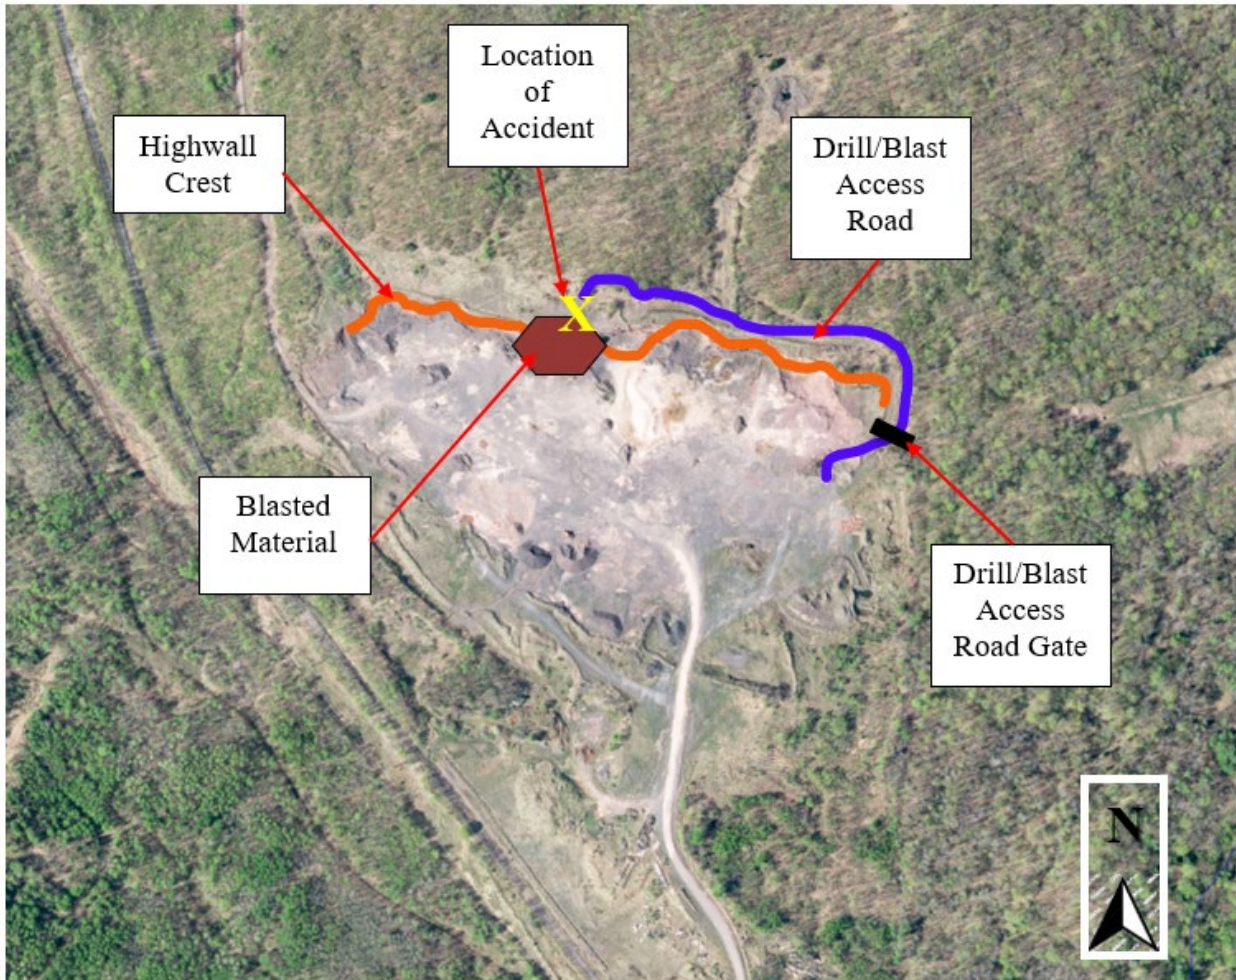 Location
of
Accident
Highwall
Crest
Drill/Blast
Access
Road
X
Blasted
Material
Drill/Blast
Access
Road Gate
N